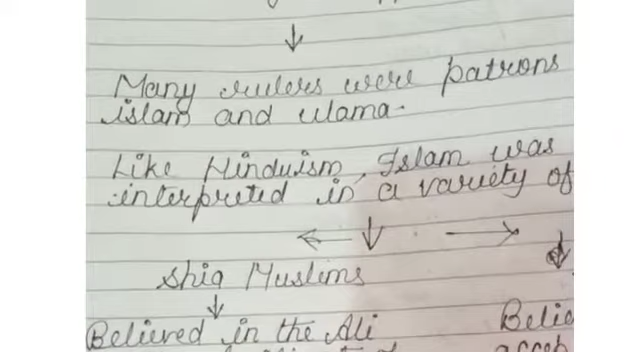 Many rulers were patrons
islam and ulama.
Like Hinduism, Islam was
interpreted in a variety of
Shia Muslims
Believed in the Ali